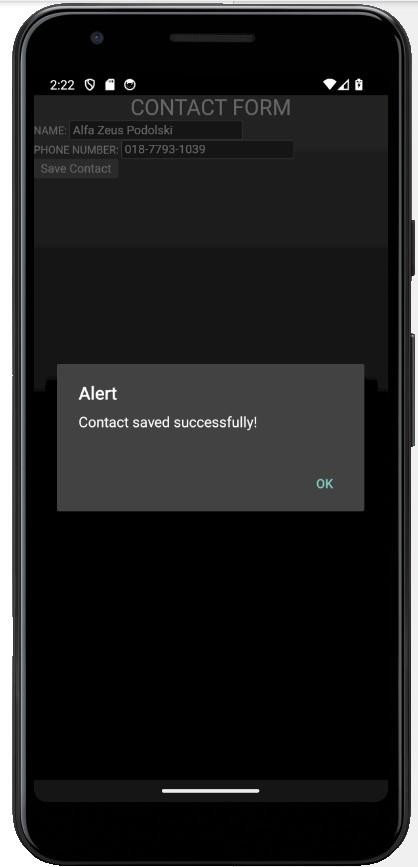 2:22
CONTACT FORM
NAME: Alfa Zeus Podolski
PHONE NUMBER: 018-7793-1039
Save Contact
Alert
Contact saved successfully!
OK